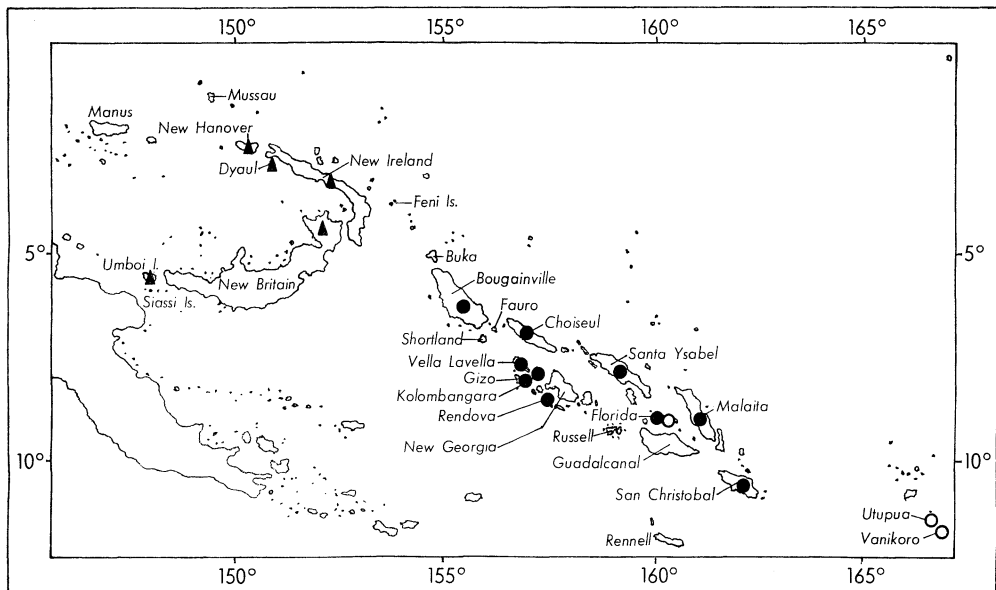 150°
155°
160°
165°
Mussau
Manus
New Hanover
Dyaul
New Ireland
Feni Is.
5°
5°
Buka
Umboi I.
Bougainville
New Britain
Siassi Is.
Fauro
Choiseul
Shortland
Santa Ysabel
Vella Lavella
Gizo
Kolombangara
Malaita
Rendova
Florida
Russell
New Georgia
Guadalcanal
10°
10°
San Christobal
Utupua
Vanikoro
Rennell
150°
155°
160°
165°